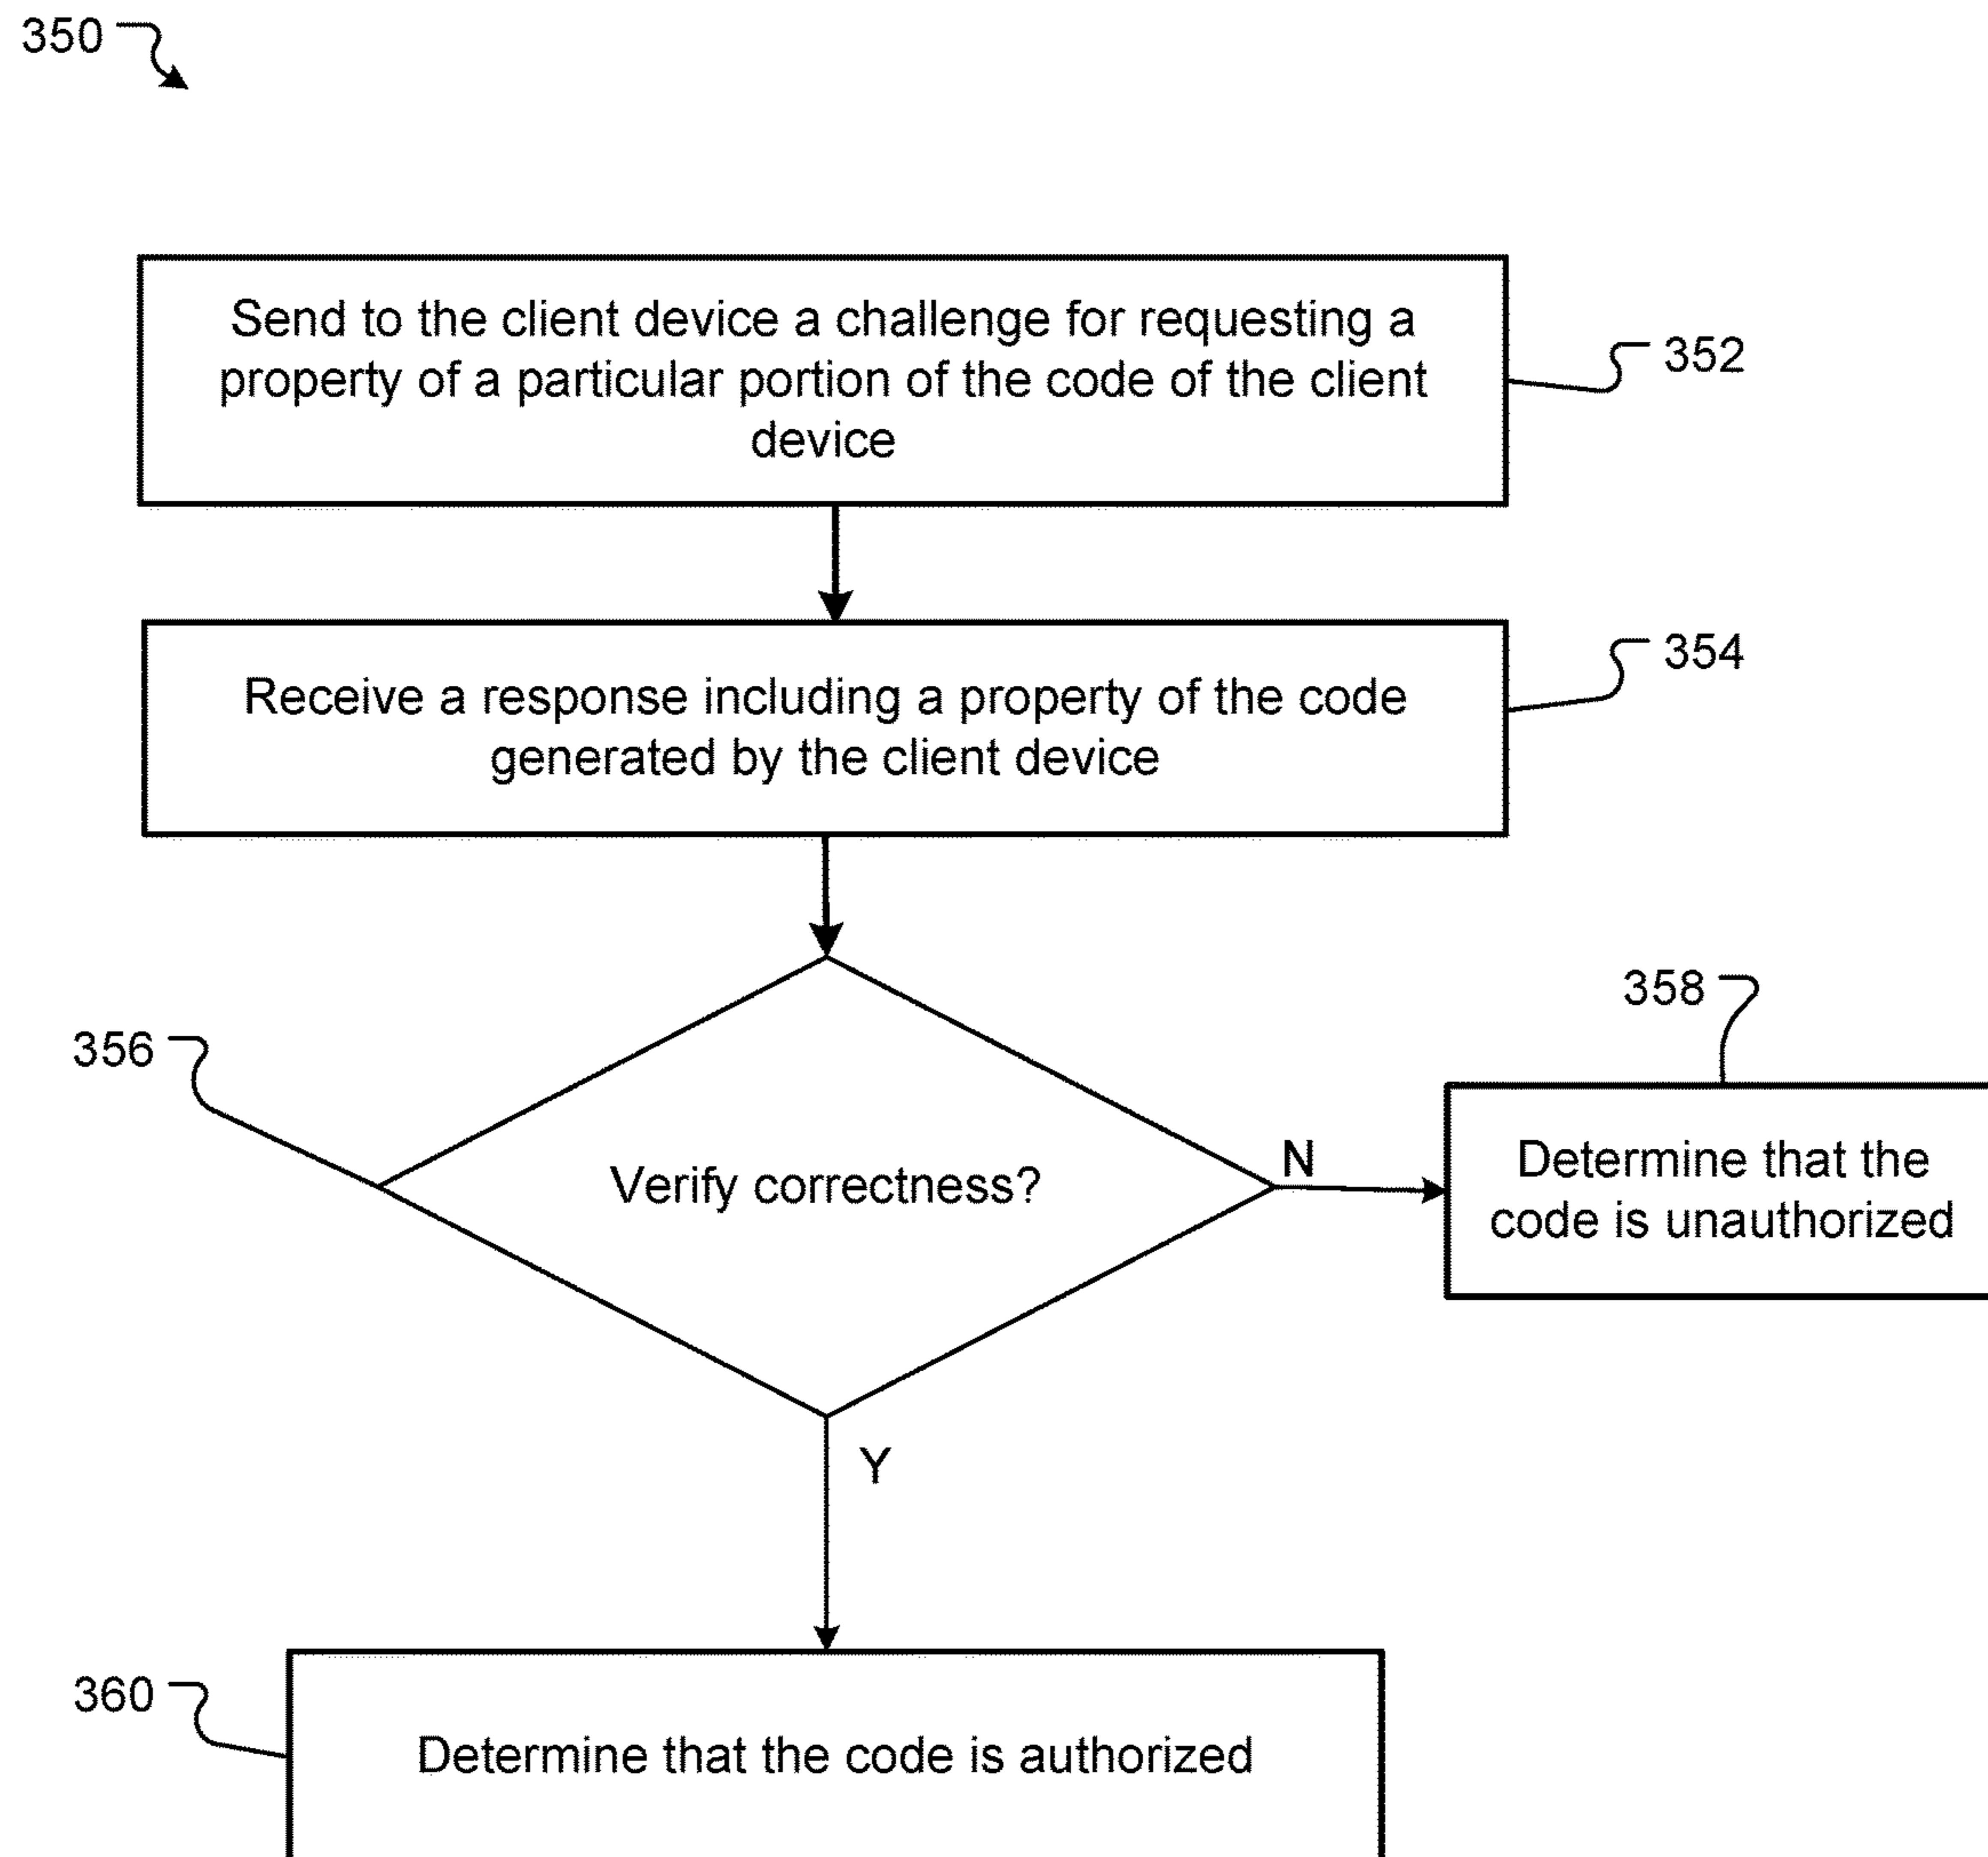 350
Send to the client device a challenge for requesting a
property of a particular portion of the code of the client
device
352
Receive a response including a property of the code
generated by the client device
354
356
Verify correctness?
N
358
Determine that the
code is unauthorized
Y
360
Determine that the code is authorized